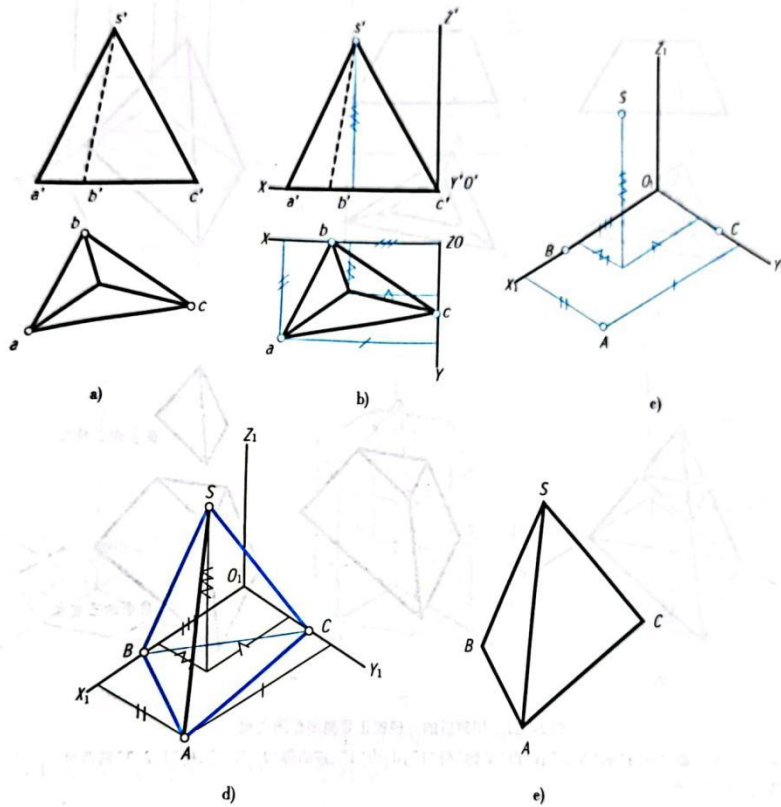 s'
a' b' c'
b
a c
a)
s' Z'
X a' b' c' Y'O'
X b ZO
a c
Y
b)
Z₁
S
O₁
B C
X₁ Y
A
c)
Z₁
S
O₁
B C
X₁ Y₁
A
d)
S
B C
A
e)